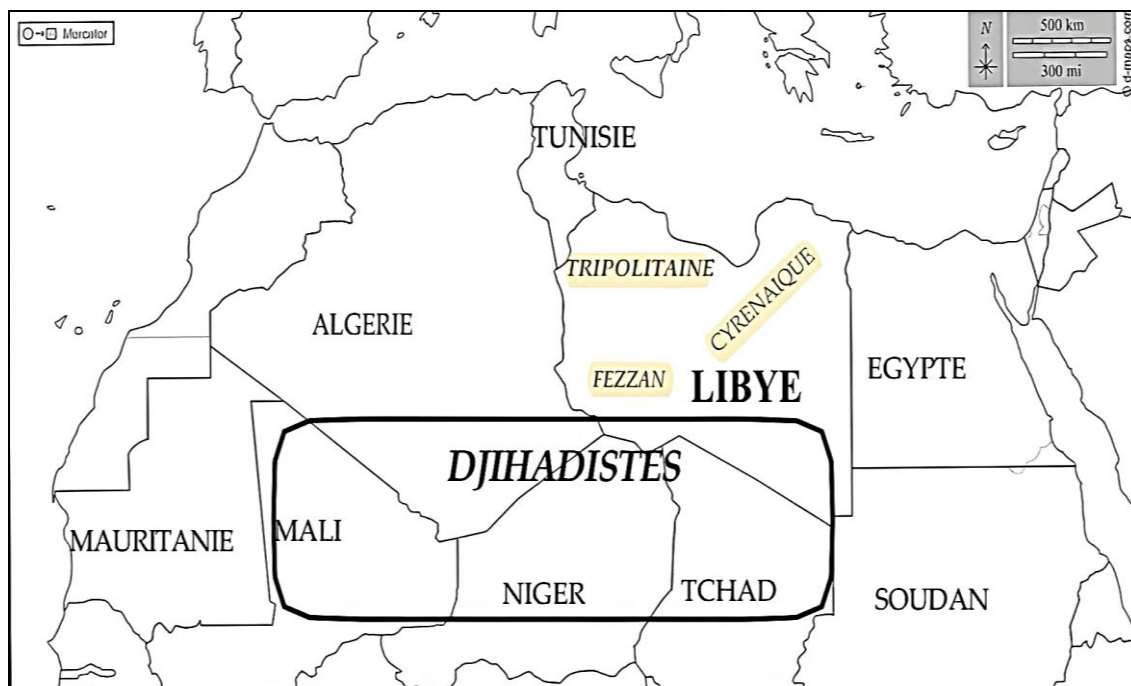 Mercator
N
500 km
300 mi
© d-maps.com
TUNISIE
TRIPOLITAINE
CYRENAIQUE
ALGERIE
FEZZAN
LIBYE
EGYPTE
DJIHADISTES
MAURITANIE
MALI
NIGER
TCHAD
SOUDAN